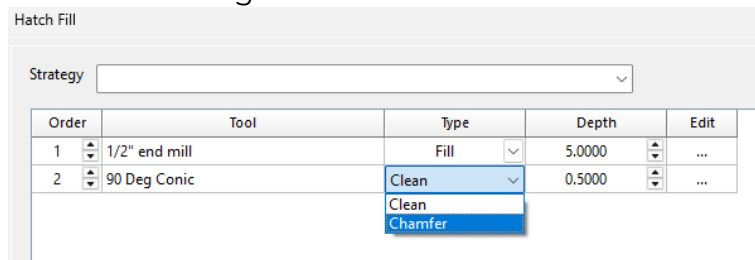 Hatch Fill
Strategy
Order Tool Type Depth Edit
1 1/2" end mill Fill 5.0000 ...
2 90 Deg Conic Clean 0.5000 ...
Clean
Chamfer